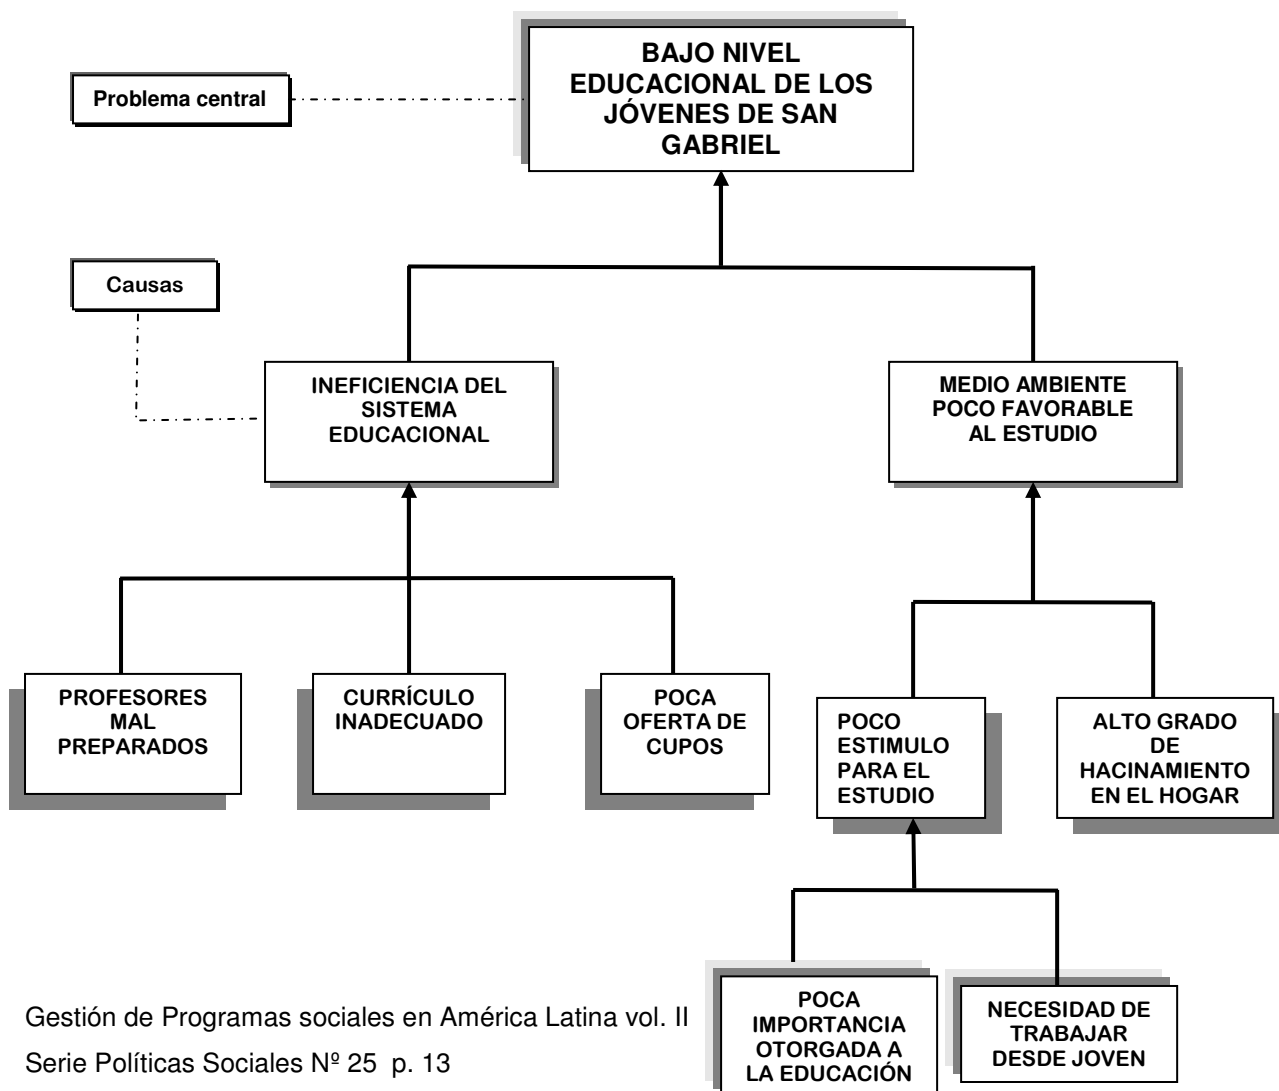 BAJO NIVEL
EDUCACIONAL DE LOS
JÓVENES DE SAN
GABRIEL
Problema central
Causas
INEFICIENCIA DEL
SISTEMA
EDUCACIONAL
MEDIO AMBIENTE
POCO FAVORABLE
AL ESTUDIO
PROFESORES
MAL
PREPARADOS
CURRÍCULO
INADECUADO
POCA
OFERTA DE
CUPOS
POCO
ESTIMULO
PARA EL
ESTUDIO
ALTO GRADO
DE
HACINAMIENTO
EN EL HOGAR
POCA
IMPORTANCIA
OTORGADA A
LA EDUCACIÓN
NECESIDAD DE
TRABAJAR
DESDE JOVEN
Gestión de Programas sociales en América Latina vol. II
Serie Políticas Sociales Nº 25 p. 13